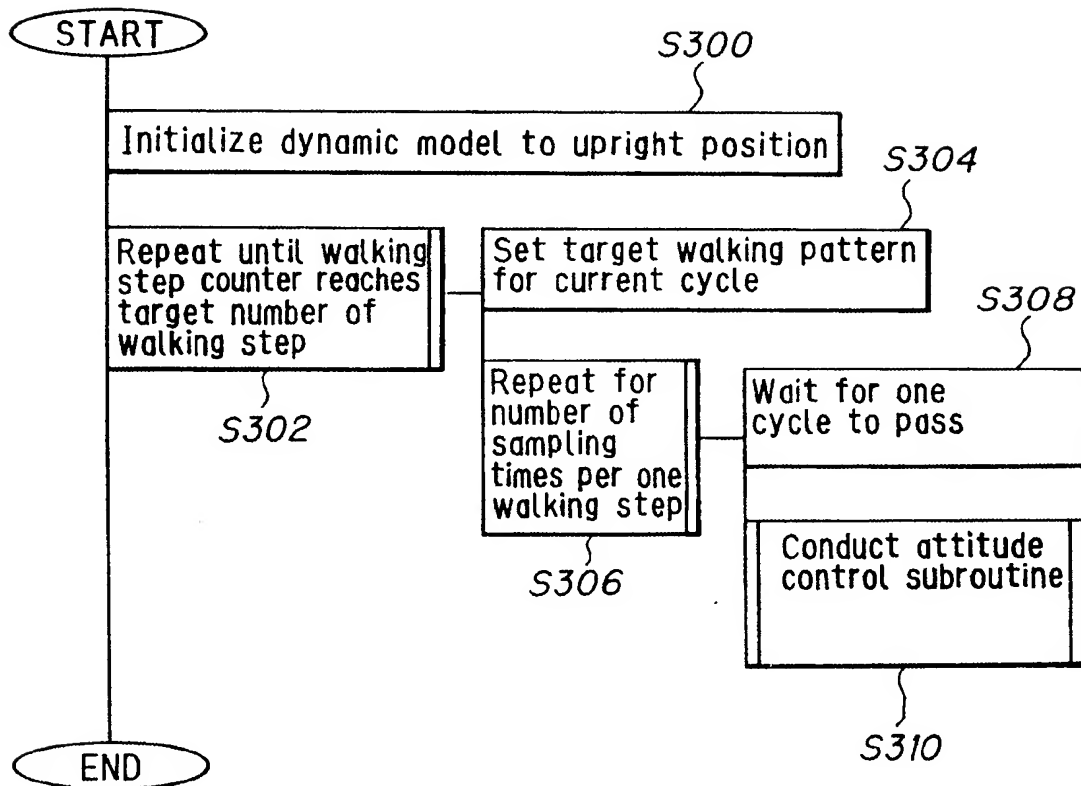 START
S300
Initialize dynamic model to upright position
S304
Repeat until walking
step counter reaches
target number of
walking step
S302
Set target walking pattern
for current cycle
S308
Repeat for
number of
sampling
times per one
walking step
S306
Wait for one
cycle to pass
Conduct attitude
control subroutine
S310
END